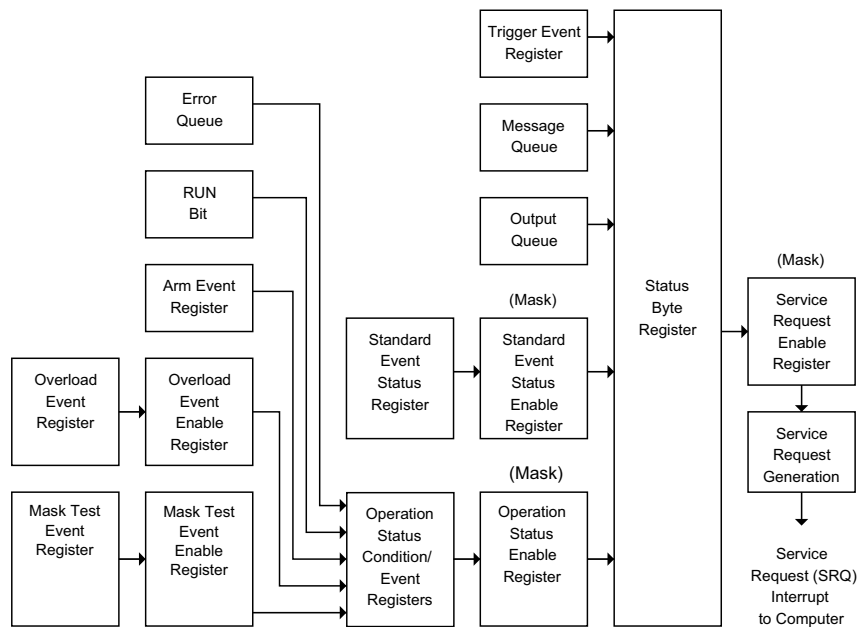 Trigger Event
Register
Error
Queue
Message
Queue
RUN
Bit
Output
Queue
Arm Event
Register
(Mask)
Status
Byte
Register
(Mask)
Service
Request
Enable
Register
Standard
Event
Status
Register
Standard
Event
Status
Enable
Register
Overload
Event
Register
Overload
Event
Enable
Register
Service
Request
Generation
(Mask)
Mask Test
Event
Register
Mask Test
Event
Enable
Register
Operation
Status
Condition/
Event
Registers
Operation
Status
Enable
Register
Service
Request (SRQ)
Interrupt
to Computer